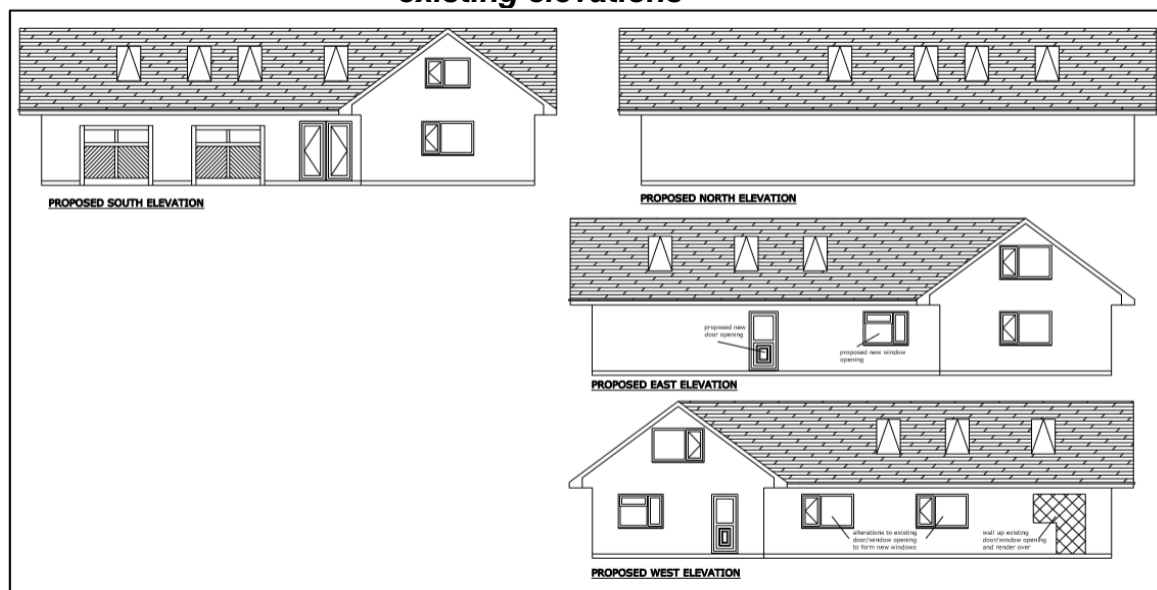 existing elevations
PROPOSED SOUTH ELEVATION
PROPOSED NORTH ELEVATION
proposed new
door opening
proposed new window
opening
PROPOSED EAST ELEVATION
alterations to existing
door/window opening
to form new windows
wall up existing
door/window opening
and render over
PROPOSED WEST ELEVATION